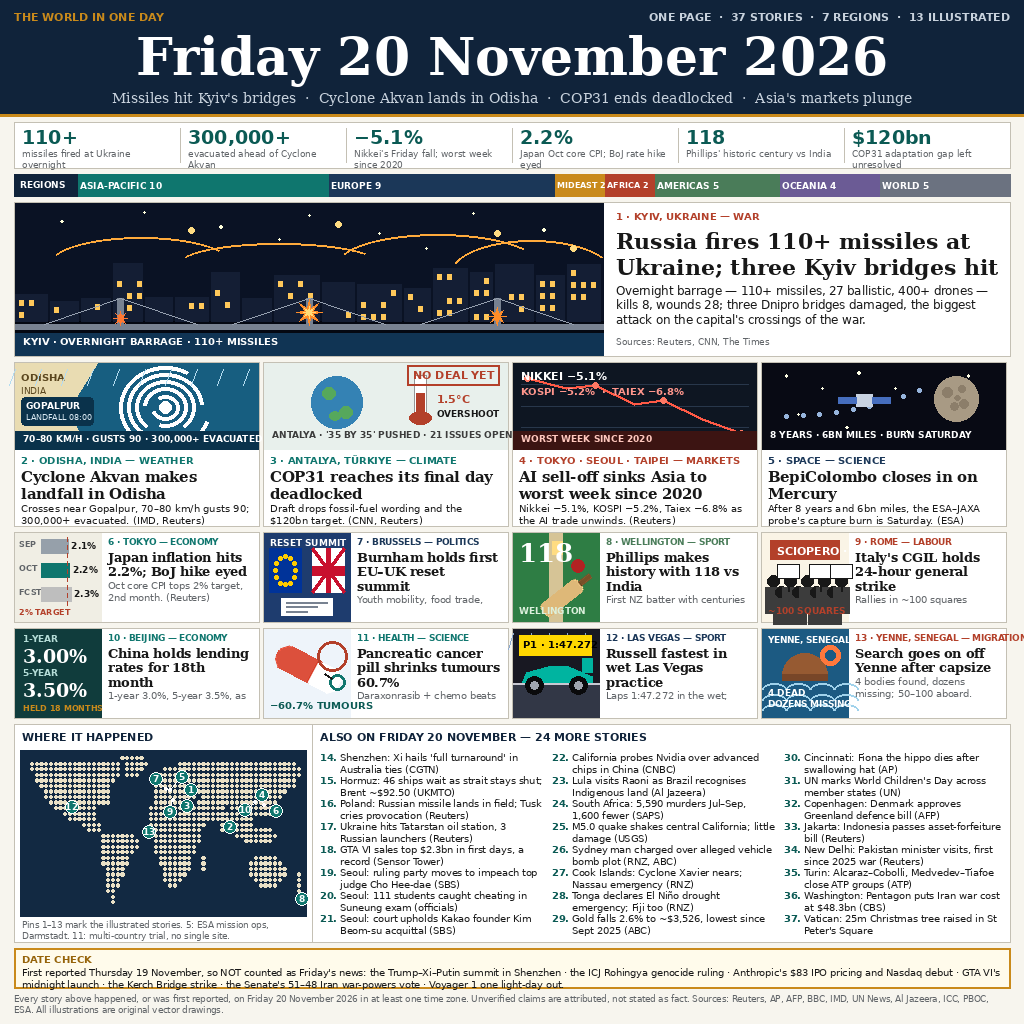 THE WORLD IN ONE DAY
ONE PAGE · 37 STORIES · 7 REGIONS · 13 ILLUSTRATED
Friday 20 November 2026
Missiles hit Kyiv's bridges · Cyclone Akvan lands in Odisha · COP31 ends deadlocked · Asia's markets plunge
110+
missiles fired at Ukraine
overnight
300,000+
evacuated ahead of Cyclone
Akvan
−5.1%
Nikkei's Friday fall; worst week
since 2020
2.2%
Japan Oct core CPI; BoJ rate hike
eyed
118
Phillips' historic century vs India
$120bn
COP31 adaptation gap left
unresolved
REGIONS
ASIA-PACIFIC 10
EUROPE 9
MIDEAST 2
AFRICA 2
AMERICAS 5
OCEANIA 4
WORLD 5
KYIV · OVERNIGHT BARRAGE · 110+ MISSILES
1 · KYIV, UKRAINE — WAR
Russia fires 110+ missiles at
Ukraine; three Kyiv bridges hit
Overnight barrage — 110+ missiles, 27 ballistic, 400+ drones —
kills 8, wounds 28; three Dnipro bridges damaged, the biggest
attack on the capital's crossings of the war.
Sources: Reuters, CNN, The Times
ODISHA
INDIA
GOPALPUR
LANDFALL 08:00
70–80 KM/H · GUSTS 90 · 300,000+ EVACUATED
2 · ODISHA, INDIA — WEATHER
Cyclone Akvan makes
landfall in Odisha
Crosses near Gopalpur, 70–80 km/h gusts 90;
300,000+ evacuated. (IMD, Reuters)
NO DEAL YET
1.5°C
OVERSHOOT
ANTALYA · '35 BY 35' PUSHED · 21 ISSUES OPEN
3 · ANTALYA, TÜRKIYE — CLIMATE
COP31 reaches its final day
deadlocked
Draft drops fossil-fuel wording and the
$120bn target. (CNN, Reuters)
NIKKEI −5.1%
KOSPI −5.2% · TAIEX −6.8%
WORST WEEK SINCE 2020
4 · TOKYO · SEOUL · TAIPEI — MARKETS
AI sell-off sinks Asia to
worst week since 2020
Nikkei −5.1%, KOSPI −5.2%, Taiex −6.8% as
the AI trade unwinds. (Reuters)
8 YEARS · 6BN MILES · BURN SATURDAY
5 · SPACE — SCIENCE
BepiColombo closes in on
Mercury
After 8 years and 6bn miles, the ESA–JAXA
probe's capture burn is Saturday. (ESA)
SEP
2.1%
OCT
2.2%
FCST
2.3%
2% TARGET
6 · TOKYO — ECONOMY
Japan inflation hits
2.2%; BoJ hike eyed
Oct core CPI tops 2% target,
2nd month. (Reuters)
RESET SUMMIT
7 · BRUSSELS — POLITICS
Burnham holds first
EU–UK reset
summit
Youth mobility, food trade,
118
WELLINGTON
8 · WELLINGTON — SPORT
Phillips makes
history with 118 vs
India
First NZ batter with centuries
SCIOPERO
~100 SQUARES
9 · ROME — LABOUR
Italy's CGIL holds
24-hour general
strike
Rallies in ~100 squares
1-YEAR
3.00%
5-YEAR
3.50%
HELD 18 MONTHS
10 · BEIJING — ECONOMY
China holds lending
rates for 18th
month
1-year 3.0%, 5-year 3.5%, as
−60.7% TUMOURS
11 · HEALTH — SCIENCE
Pancreatic cancer
pill shrinks tumours
60.7%
Daraxonrasib + chemo beats
P1 · 1:47.272
12 · LAS VEGAS — SPORT
Russell fastest in
wet Las Vegas
practice
Laps 1:47.272 in the wet;
YENNE, SENEGAL
4 DEAD
DOZENS MISSING
13 · YENNE, SENEGAL — MIGRATION
Search goes on off
Yenne after capsize
4 bodies found, dozens
missing; 50–100 aboard.
WHERE IT HAPPENED
1
2
3
4
5
6
7
8
9
10
12
13
Pins 1–13 mark the illustrated stories. 5: ESA mission ops,
Darmstadt. 11: multi-country trial, no single site.
ALSO ON FRIDAY 20 NOVEMBER — 24 MORE STORIES
14. Shenzhen: Xi hails 'full turnaround' in
Australia ties (CGTN)
15. Hormuz: 46 ships wait as strait stays shut;
Brent ~$92.50 (UKMTO)
16. Poland: Russian missile lands in field; Tusk
cries provocation (Reuters)
17. Ukraine hits Tatarstan oil station, 3
Russian launchers (Reuters)
18. GTA VI sales top $2.3bn in first days, a
record (Sensor Tower)
19. Seoul: ruling party moves to impeach top
judge Cho Hee-dae (SBS)
20. Seoul: 111 students caught cheating in
Suneung exam (officials)
21. Seoul: court upholds Kakao founder Kim
Beom-su acquittal (SBS)
22. California probes Nvidia over advanced
chips in China (CNBC)
23. Lula visits Raoni as Brazil recognises
Indigenous land (Al Jazeera)
24. South Africa: 5,590 murders Jul–Sep,
1,600 fewer (SAPS)
25. M5.0 quake shakes central California; little
damage (USGS)
26. Sydney man charged over alleged vehicle
bomb plot (RNZ, ABC)
27. Cook Islands: Cyclone Xavier nears;
Nassau emergency (RNZ)
28. Tonga declares El Niño drought
emergency; Fiji too (RNZ)
29. Gold falls 2.6% to ~$3,526, lowest since
Sept 2025 (ABC)
30. Cincinnati: Fiona the hippo dies after
swallowing hat (AP)
31. UN marks World Children's Day across
member states (UN)
32. Copenhagen: Denmark approves
Greenland defence bill (AFP)
33. Jakarta: Indonesia passes asset-forfeiture
bill (Reuters)
34. New Delhi: Pakistan minister visits, first
since 2025 war (Reuters)
35. Turin: Alcaraz–Cobolli, Medvedev–Tiafoe
close ATP groups (ATP)
36. Washington: Pentagon puts Iran war cost
at $48.3bn (CBS)
37. Vatican: 25m Christmas tree raised in St
Peter's Square
DATE CHECK
First reported Thursday 19 November, so NOT counted as Friday's news: the Trump–Xi–Putin summit in Shenzhen · the ICJ Rohingya genocide ruling · Anthropic's $83 IPO pricing and Nasdaq debut · GTA VI's
midnight launch · the Kerch Bridge strike · the Senate's 51–48 Iran war-powers vote · Voyager 1 one light-day out.
Every story above happened, or was first reported, on Friday 20 November 2026 in at least one time zone. Unverified claims are attributed, not stated as fact. Sources: Reuters, AP, AFP, BBC, IMD, UN News, Al Jazeera, ICC, PBOC,
ESA. All illustrations are original vector drawings.